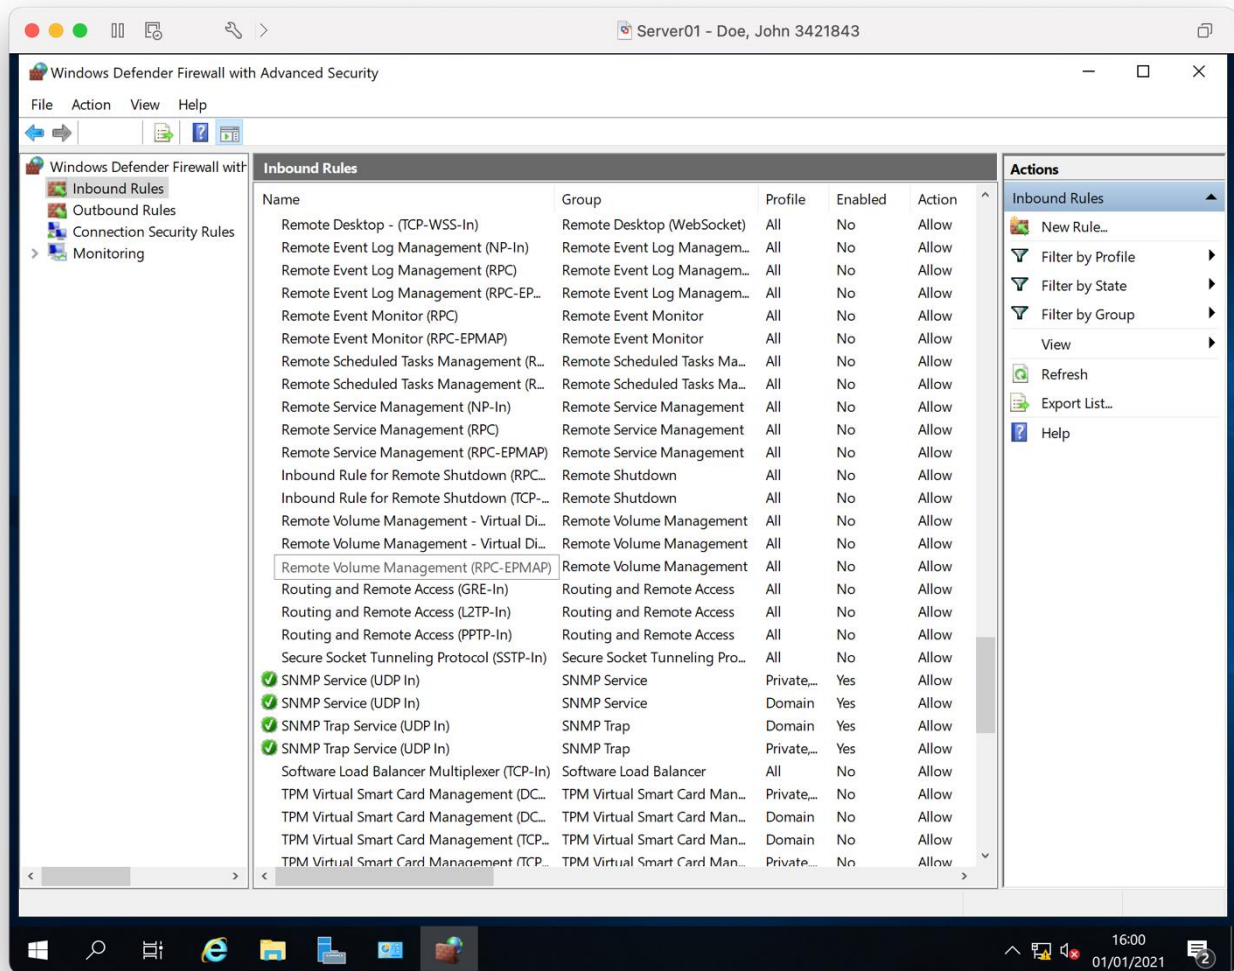 Server01 - Doe, John 3421843
Windows Defender Firewall with Advanced Security
File Action View Help
Windows Defender Firewall with
Inbound Rules
Outbound Rules
Connection Security Rules
Monitoring
Inbound Rules
Name Group Profile Enabled Action
Remote Desktop - (TCP-WSS-In) Remote Desktop (WebSocket) All No Allow
Remote Event Log Management (NP-In) Remote Event Log Managem... All No Allow
Remote Event Log Management (RPC) Remote Event Log Managem... All No Allow
Remote Event Log Management (RPC-EP... Remote Event Log Managem... All No Allow
Remote Event Monitor (RPC) Remote Event Monitor All No Allow
Remote Event Monitor (RPC-EPMAP) Remote Event Monitor All No Allow
Remote Scheduled Tasks Management (R... Remote Scheduled Tasks Ma... All No Allow
Remote Scheduled Tasks Management (R... Remote Scheduled Tasks Ma... All No Allow
Remote Service Management (NP-In) Remote Service Management All No Allow
Remote Service Management (RPC) Remote Service Management All No Allow
Remote Service Management (RPC-EPMAP) Remote Service Management All No Allow
Inbound Rule for Remote Shutdown (RPC... Remote Shutdown All No Allow
Inbound Rule for Remote Shutdown (TCP-... Remote Shutdown All No Allow
Remote Volume Management - Virtual Di... Remote Volume Management All No Allow
Remote Volume Management - Virtual Di... Remote Volume Management All No Allow
Remote Volume Management (RPC-EPMAP) Remote Volume Management All No Allow
Routing and Remote Access (GRE-In) Routing and Remote Access All No Allow
Routing and Remote Access (L2TP-In) Routing and Remote Access All No Allow
Routing and Remote Access (PPTP-In) Routing and Remote Access All No Allow
Secure Socket Tunneling Protocol (SSTP-In) Secure Socket Tunneling Pro... All No Allow
SNMP Service (UDP In) SNMP Service Private,... Yes Allow
SNMP Service (UDP In) SNMP Service Domain Yes Allow
SNMP Trap Service (UDP In) SNMP Trap Domain Yes Allow
SNMP Trap Service (UDP In) SNMP Trap Private,... Yes Allow
Software Load Balancer Multiplexer (TCP-In) Software Load Balancer All No Allow
TPM Virtual Smart Card Management (DC... TPM Virtual Smart Card Man... Private,... No Allow
TPM Virtual Smart Card Management (DC... TPM Virtual Smart Card Man... Domain No Allow
TPM Virtual Smart Card Management (TCP... TPM Virtual Smart Card Man... Domain No Allow
TPM Virtual Smart Card Management (TCP... TPM Virtual Smart Card Man... Private,... No Allow
Actions
Inbound Rules
New Rule...
Filter by Profile
Filter by State
Filter by Group
View
Refresh
Export List...
Help
16:00
01/01/2021
2